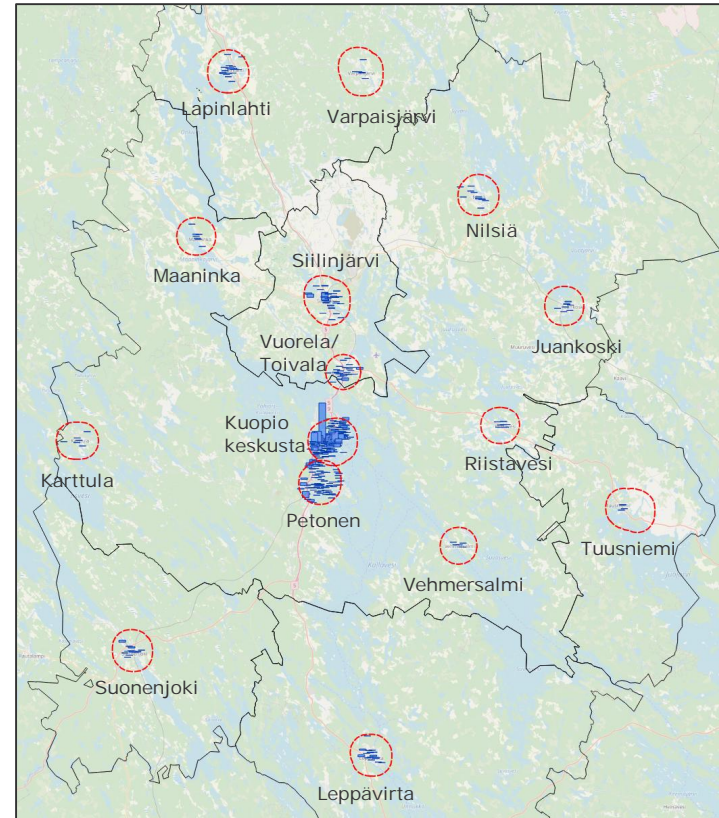 Lapinlahti
Varpaisjärvi
Nilsiä
Maaninka
Siilinjärvi
Juankoski
Vuorela/
Toivala
Kuopio
keskusta
Riistavesi
Karttula
Petonen
Tuusniemi
Vehmersalmi
Suonenjoki
Leppävirta